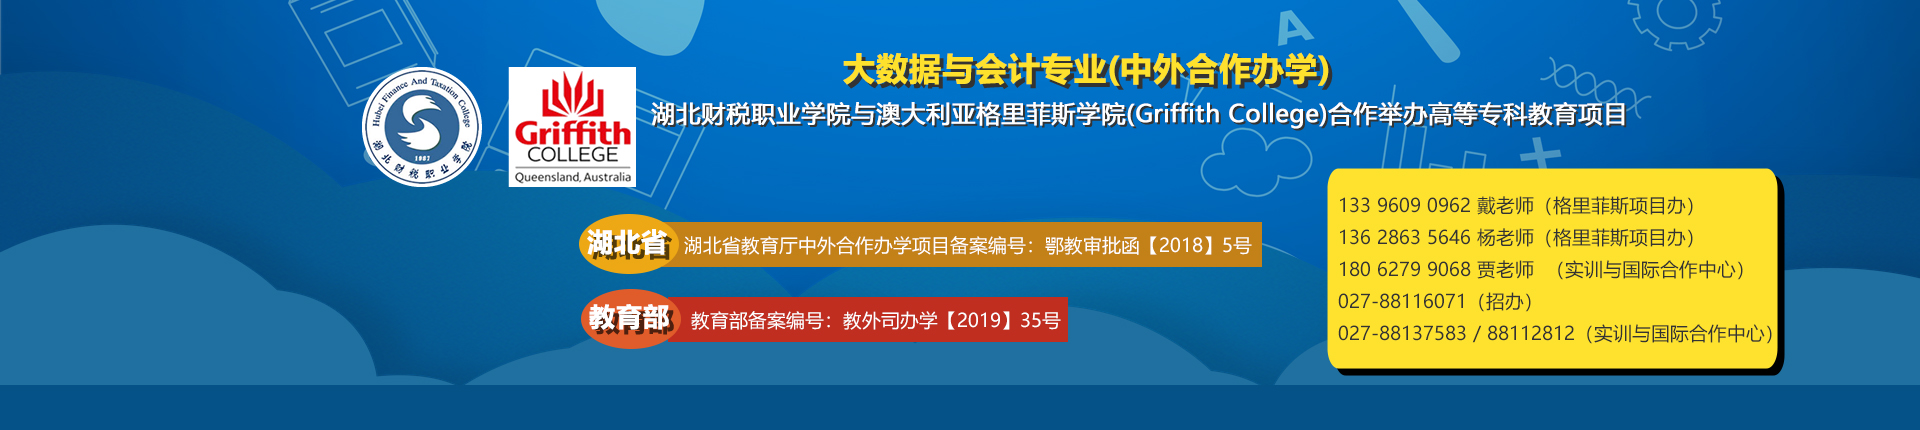 大数据与会计专业(中外合作办学)
湖北财税职业学院与澳大利亚格里菲斯学院(Griffith College)合作举办高等专科教育项目
Hubei Finance And Taxation College
1987
湖北财税职业学院
Griffith
COLLEGE
Queensland, Australia
湖北省 湖北省教育厅中外合作办学项目备案编号：鄂教审批函【2018】5号
教育部 教育部备案编号：教外司办学【2019】35号
133 9609 0962 戴老师（格里菲斯项目办）
136 2863 5646 杨老师（格里菲斯项目办）
180 6279 9068 贾老师 （实训与国际合作中心）
027-88116071（招办）
027-88137583 / 88112812（实训与国际合作中心）
A